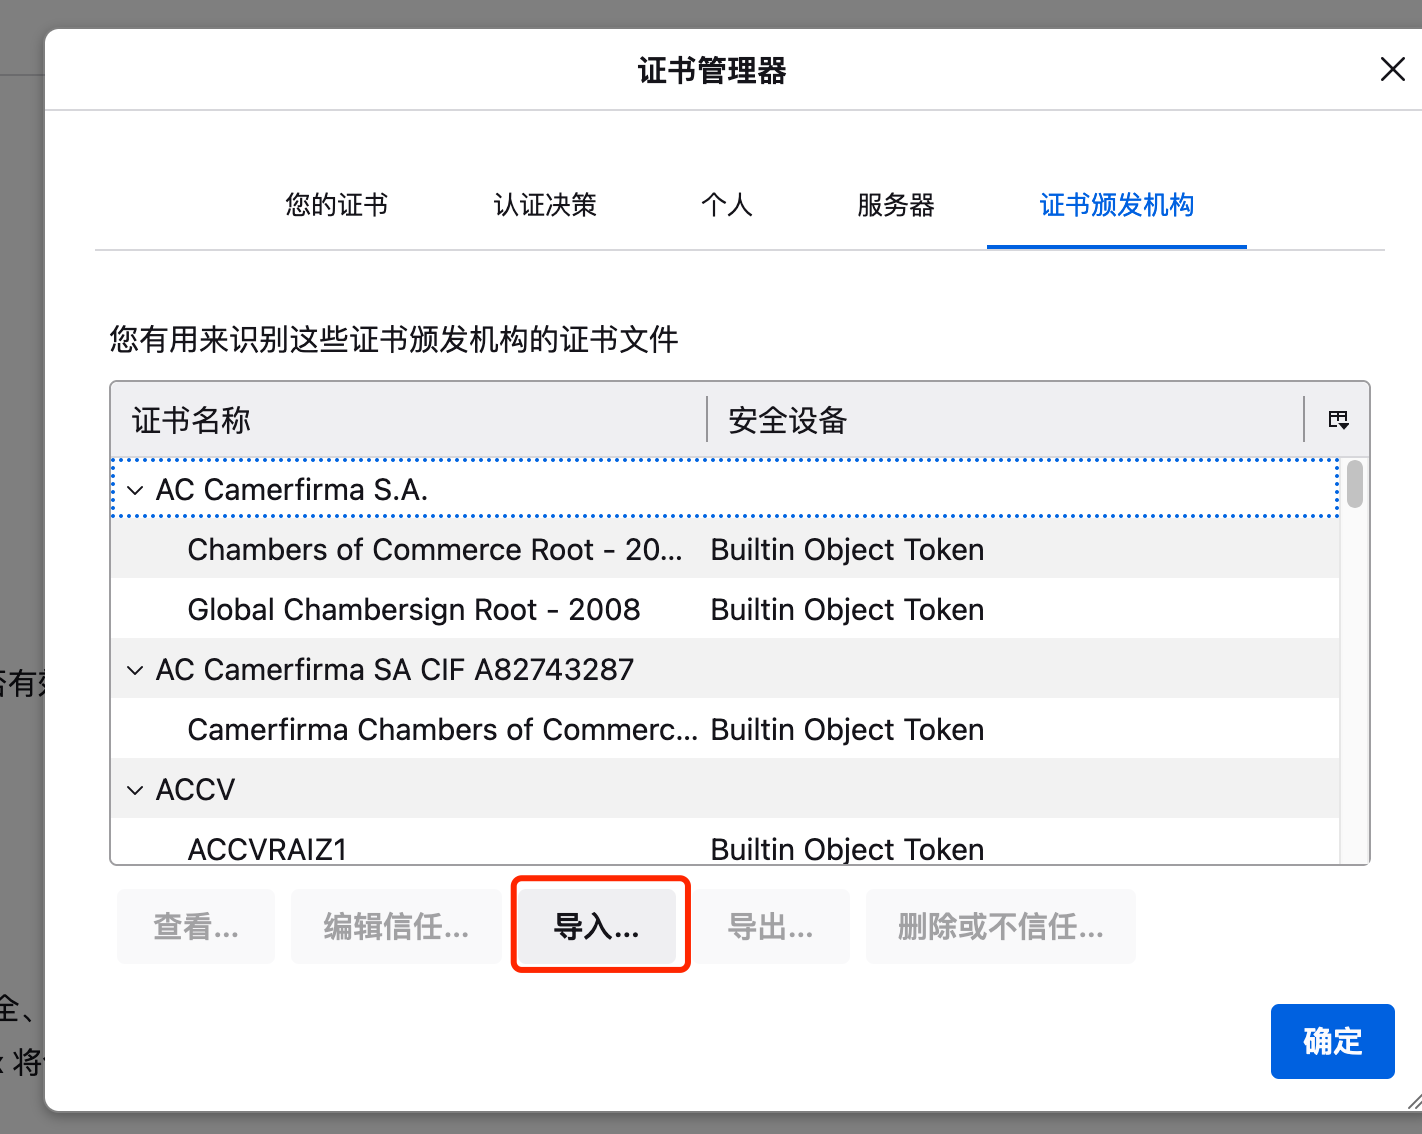 证书管理器
您的证书 认证决策 个人 服务器 证书颁发机构
您有用来识别这些证书颁发机构的证书文件
证书名称 安全设备
AC Camerfirma S.A.
Chambers of Commerce Root - 20... Builtin Object Token
Global Chambersign Root - 2008 Builtin Object Token
AC Camerfirma SA CIF A82743287
有
Camerfirma Chambers of Commerc... Builtin Object Token
ACCV
ACCVRAIZ1 Builtin Object Token
查看... 编辑信任... 导入... 导出... 删除或不信任...
全、
确定
将